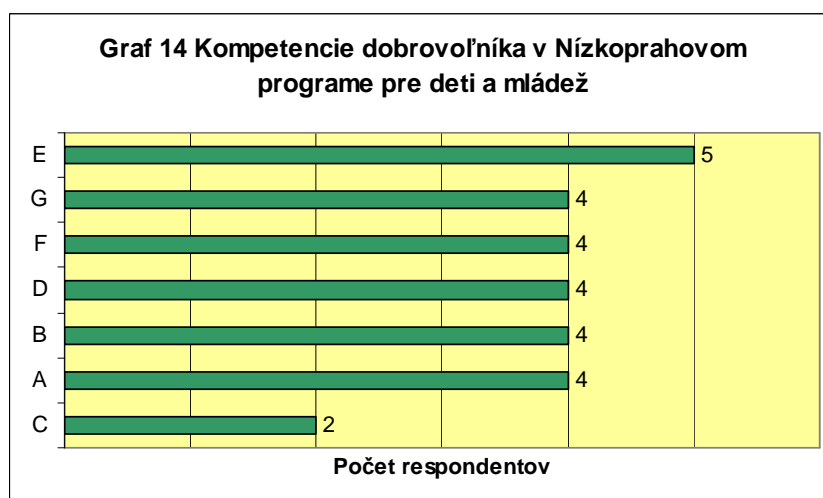 Graf 14 Kompetencie dobrovoľníka v Nízkoprahovom
programe pre deti a mládež
E 5
G 4
F 4
D 4
B 4
A 4
C 2
Počet respondentov